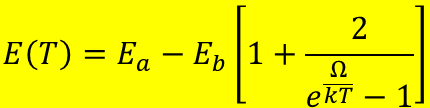 E(T) = E_a − E_b [1 + 2 / (e^{Ω / kT} − 1)]